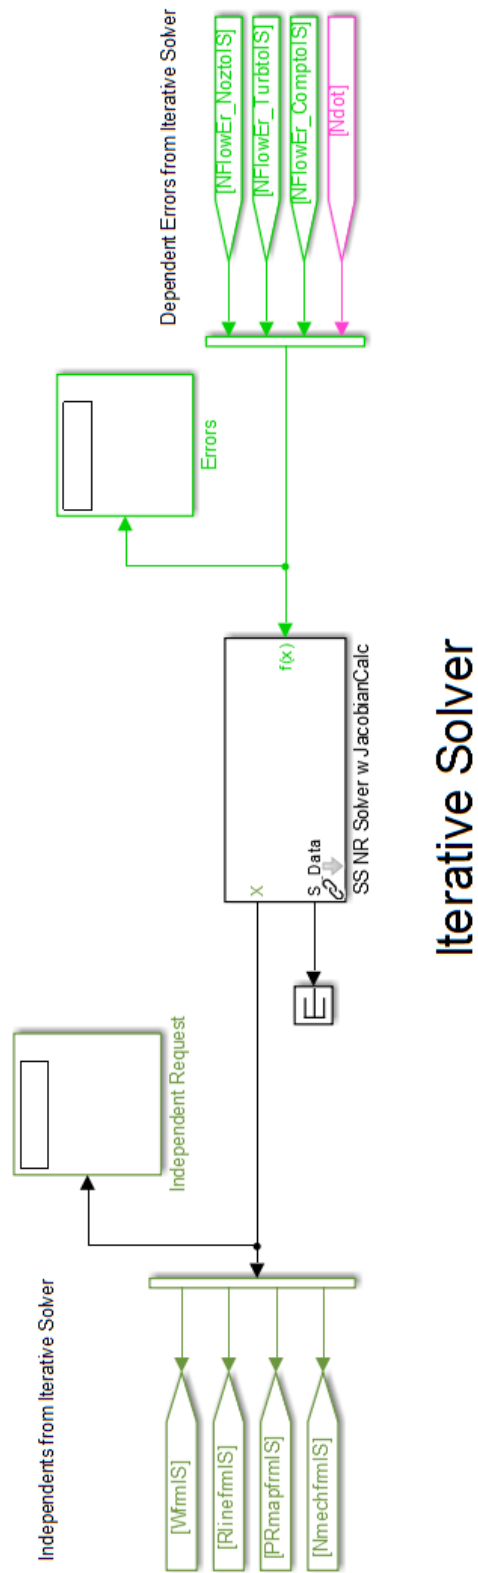 Independents from Iterative Solver
Independent Request
[WfrmIS]
[RlinefrmIS]
[PRmapfrmIS]
[NmechfrmIS]
X
S_Data
f(x)
SS NR Solver w JacobianCalc
Errors
Dependent Errors from Iterative Solver
[NFlowEr_NoztoIS]
[NFlowEr_TurbtoIS]
[NFlowEr_ComptoIS]
[Ndot]
Iterative Solver